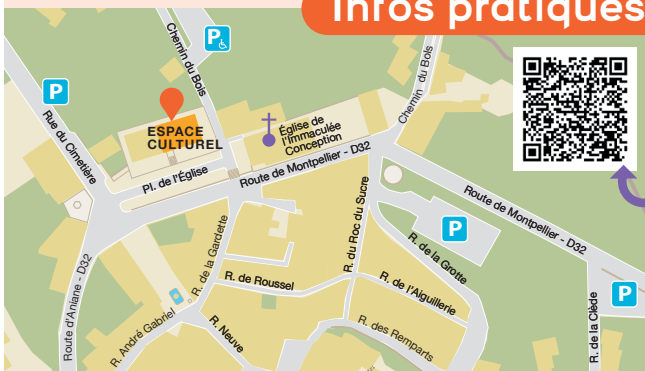 Infos pratiques
Chemin du Bois
P
P
Rue du Cimetière
ESPACE
CULTUREL
Église de
l'Immaculée
Conception
Chemin du Bois
Pl. de l'Église
Route de Montpellier - D32
Route de Montpellier - D32
Route d'Aniane - D32
R. de la Gardette
R. du Roc du Sucre
P
R. de la Grotte
R. de Roussel
R. de l'Aiguillerie
P
R. André Gabriel
R. Neuve
R. des Remparts
R. de la Clède